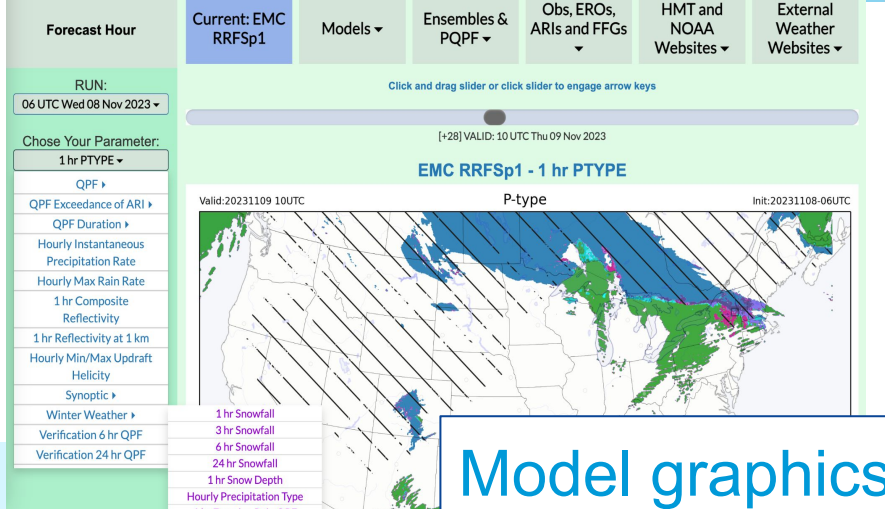 Forecast Hour
Current: EMC
RRFSp1
Models ▾
Ensembles &
PQPF ▾
Obs, EROs,
ARIs and FFGs
▾
HMT and
NOAA
Websites ▾
External
Weather
Websites ▾
RUN:
06 UTC Wed 08 Nov 2023 ▾
Chose Your Parameter:
1 hr PTYPE ▾
QPF ▸
QPF Exceedance of ARI ▸
QPF Duration ▸
Hourly Instantaneous
Precipitation Rate
Hourly Max Rain Rate
1 hr Composite
Reflectivity
1 hr Reflectivity at 1 km
Hourly Min/Max Updraft
Helicity
Synoptic ▸
Winter Weather ▸
Verification 6 hr QPF
Verification 24 hr QPF
1 hr Snowfall
3 hr Snowfall
6 hr Snowfall
24 hr Snowfall
1 hr Snow Depth
Hourly Precipitation Type
Click and drag slider or click slider to engage arrow keys
[+28] VALID: 10 UTC Thu 09 Nov 2023
EMC RRFSp1 - 1 hr PTYPE
Valid:20231109 10UTC
P-type
Init:20231108-06UTC
Model graphics